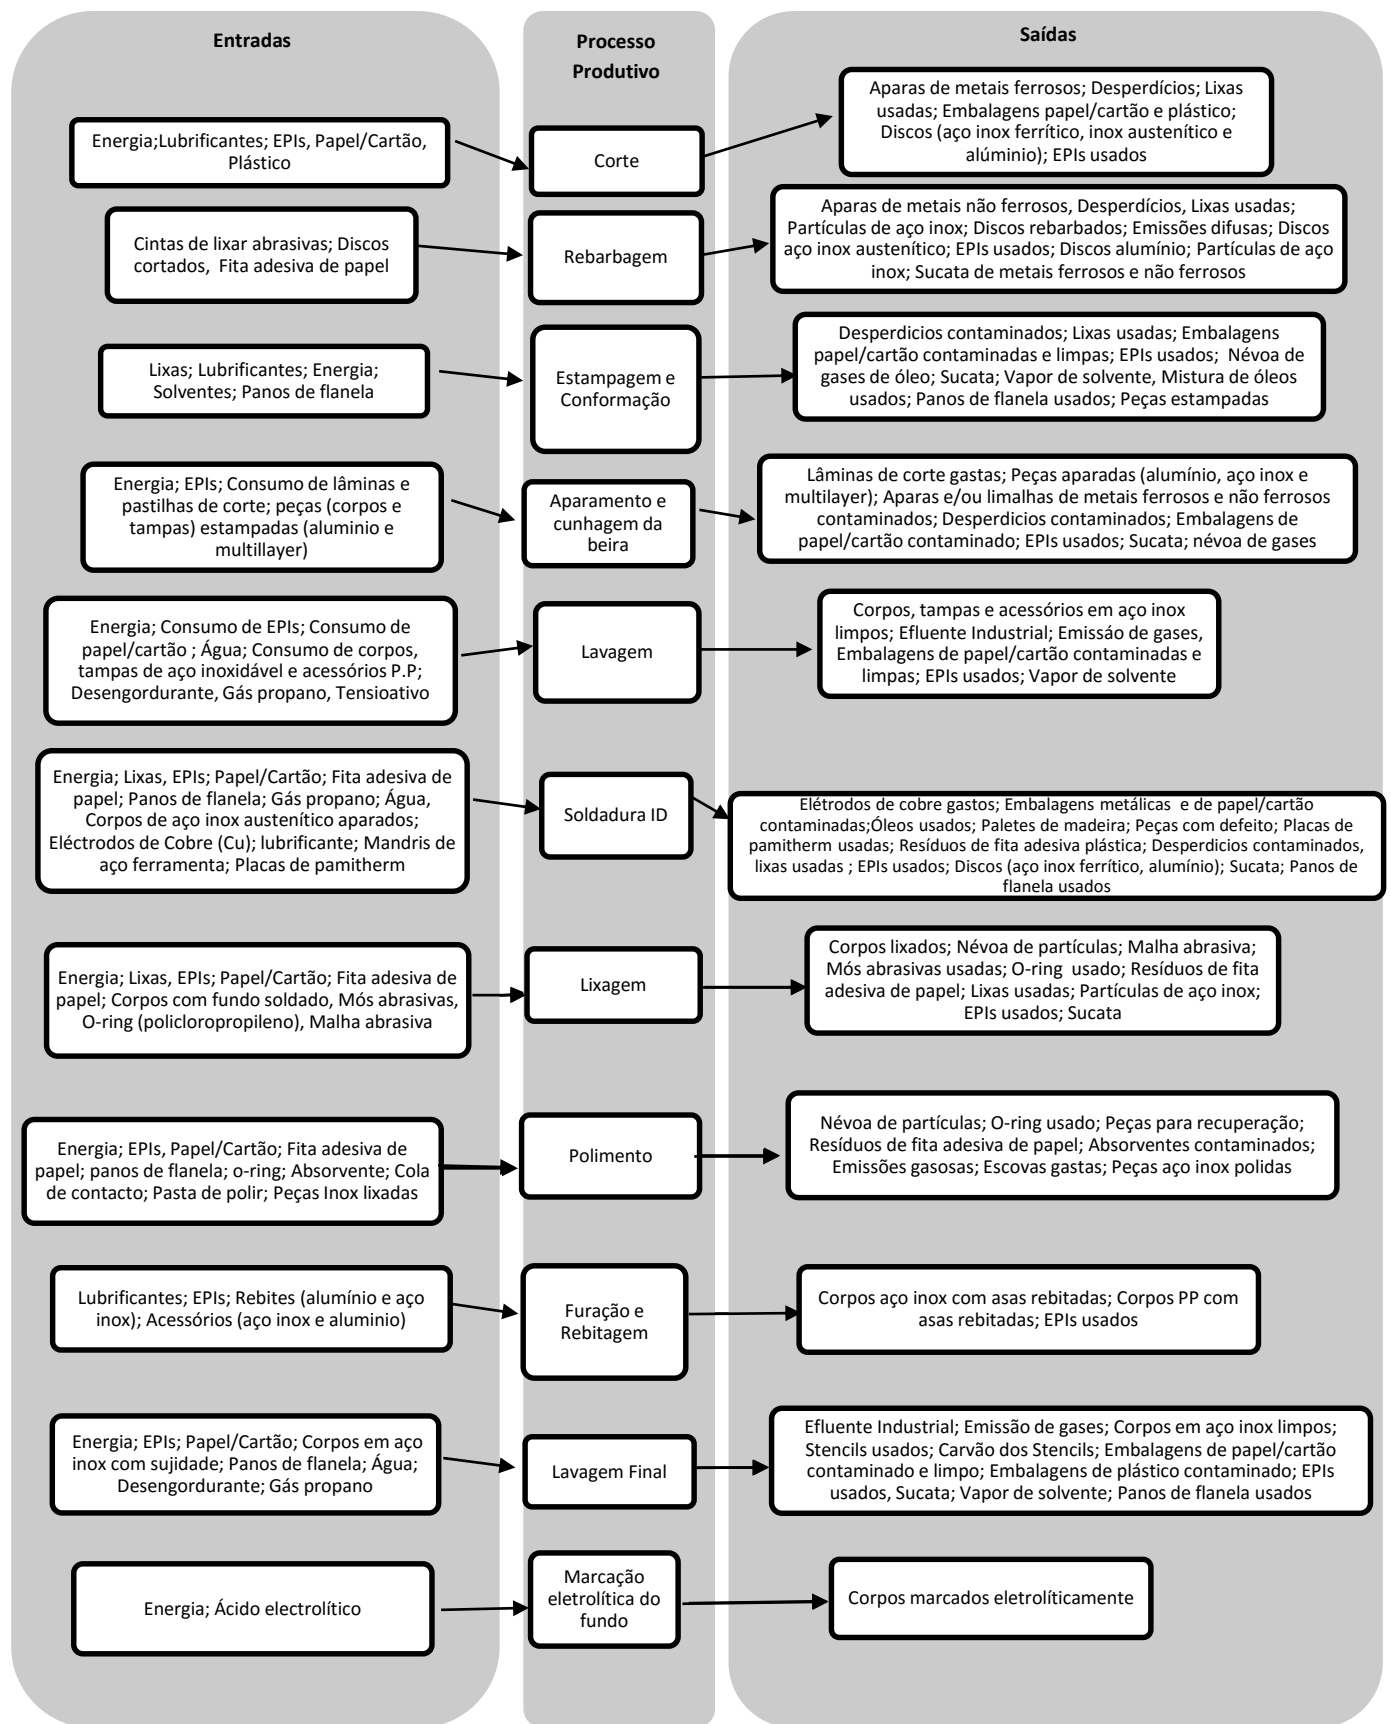 Entradas
Processo
Produtivo
Saídas
Energia;Lubrificantes; EPIs, Papel/Cartão,
Plástico
Corte
Aparas de metais ferrosos; Desperdícios; Lixas
usadas; Embalagens papel/cartão e plástico;
Discos (aço inox ferrítico, inox austenítico e
alúminio); EPIs usados
Cintas de lixar abrasivas; Discos
cortados, Fita adesiva de papel
Rebarbagem
Aparas de metais não ferrosos, Desperdícios, Lixas usadas;
Partículas de aço inox; Discos rebarbados; Emissões difusas; Discos
aço inox austenítico; EPIs usados; Discos alumínio; Partículas de aço
inox; Sucata de metais ferrosos e não ferrosos
Lixas; Lubrificantes; Energia;
Solventes; Panos de flanela
Estampagem e
Conformação
Desperdicios contaminados; Lixas usadas; Embalagens
papel/cartão contaminadas e limpas; EPIs usados; Névoa de
gases de óleo; Sucata; Vapor de solvente, Mistura de óleos
usados; Panos de flanela usados; Peças estampadas
Energia; EPIs; Consumo de lâminas e
pastilhas de corte; peças (corpos e
tampas) estampadas (aluminio e
multillayer)
Aparamento e
cunhagem da
beira
Lâminas de corte gastas; Peças aparadas (alumínio, aço inox e
multilayer); Aparas e/ou limalhas de metais ferrosos e não ferrosos
contaminados; Desperdicios contaminados; Embalagens de
papel/cartão contaminado; EPIs usados; Sucata; névoa de gases
Energia; Consumo de EPIs; Consumo de
papel/cartão ; Água; Consumo de corpos,
tampas de aço inoxidável e acessórios P.P;
Desengordurante, Gás propano, Tensioativo
Lavagem
Corpos, tampas e acessórios em aço inox
limpos; Efluente Industrial; Emissáo de gases,
Embalagens de papel/cartão contaminadas e
limpas; EPIs usados; Vapor de solvente
Energia; Lixas, EPIs; Papel/Cartão; Fita adesiva de
papel; Panos de flanela; Gás propano; Água,
Corpos de aço inox austenítico aparados;
Eléctrodos de Cobre (Cu); lubrificante; Mandris de
aço ferramenta; Placas de pamitherm
Soldadura ID
Elétrodos de cobre gastos; Embalagens metálicas e de papel/cartão
contaminadas;Óleos usados; Paletes de madeira; Peças com defeito; Placas de
pamitherm usadas; Resíduos de fita adesiva plástica; Desperdicios contaminados,
lixas usadas ; EPIs usados; Discos (aço inox ferrítico, alumínio); Sucata; Panos de
flanela usados
Energia; Lixas, EPIs; Papel/Cartão; Fita adesiva de
papel; Corpos com fundo soldado, Mós abrasivas,
O-ring (policloropropileno), Malha abrasiva
Lixagem
Corpos lixados; Névoa de partículas; Malha abrasiva;
Mós abrasivas usadas; O-ring usado; Resíduos de fita
adesiva de papel; Lixas usadas; Partículas de aço inox;
EPIs usados; Sucata
Energia; EPIs, Papel/Cartão; Fita adesiva de
papel; panos de flanela; o-ring; Absorvente; Cola
de contacto; Pasta de polir; Peças Inox lixadas
Polimento
Névoa de partículas; O-ring usado; Peças para recuperação;
Resíduos de fita adesiva de papel; Absorventes contaminados;
Emissões gasosas; Escovas gastas; Peças aço inox polidas
Lubrificantes; EPIs; Rebites (alumínio e aço
inox); Acessórios (aço inox e aluminio)
Furação e
Rebitagem
Corpos aço inox com asas rebitadas; Corpos PP com
asas rebitadas; EPIs usados
Energia; EPIs; Papel/Cartão; Corpos em aço
inox com sujidade; Panos de flanela; Água;
Desengordurante; Gás propano
Lavagem Final
Efluente Industrial; Emissão de gases; Corpos em aço inox limpos;
Stencils usados; Carvão dos Stencils; Embalagens de papel/cartão
contaminado e limpo; Embalagens de plástico contaminado; EPIs
usados, Sucata; Vapor de solvente; Panos de flanela usados
Energia; Ácido electrolítico
Marcação
eletrolítica do
fundo
Corpos marcados eletrolíticamente